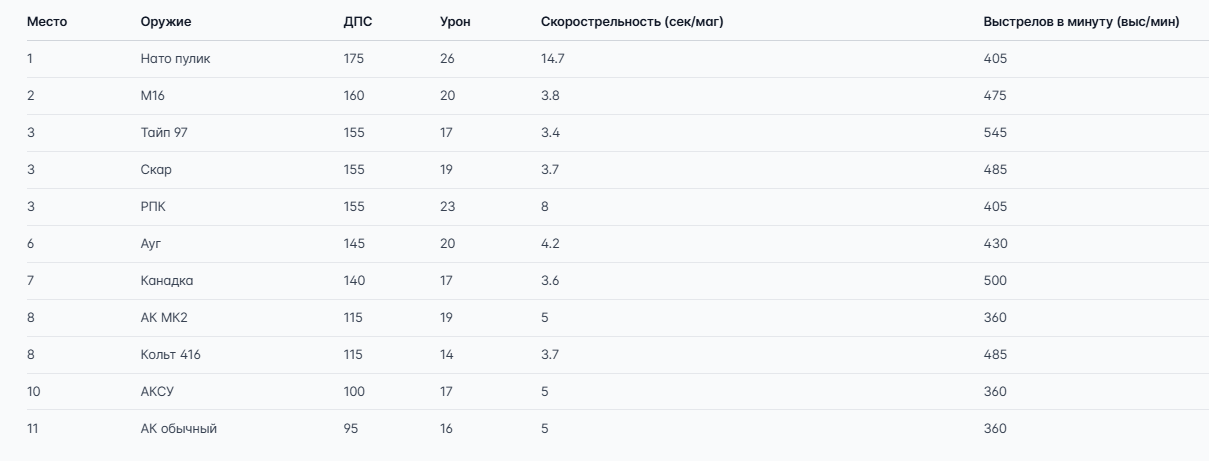 Место Оружие ДПС Урон Скорострельность (сек/маг) Выстрелов в минуту (выс/мин)
1 Нато пулик 175 26 14.7 405
2 М16 160 20 3.8 475
3 Тайп 97 155 17 3.4 545
3 Скар 155 19 3.7 485
3 РПК 155 23 8 405
6 Ауг 145 20 4.2 430
7 Канадка 140 17 3.6 500
8 АК МК2 115 19 5 360
8 Кольт 416 115 14 3.7 485
10 АКСУ 100 17 5 360
11 АК обычный 95 16 5 360